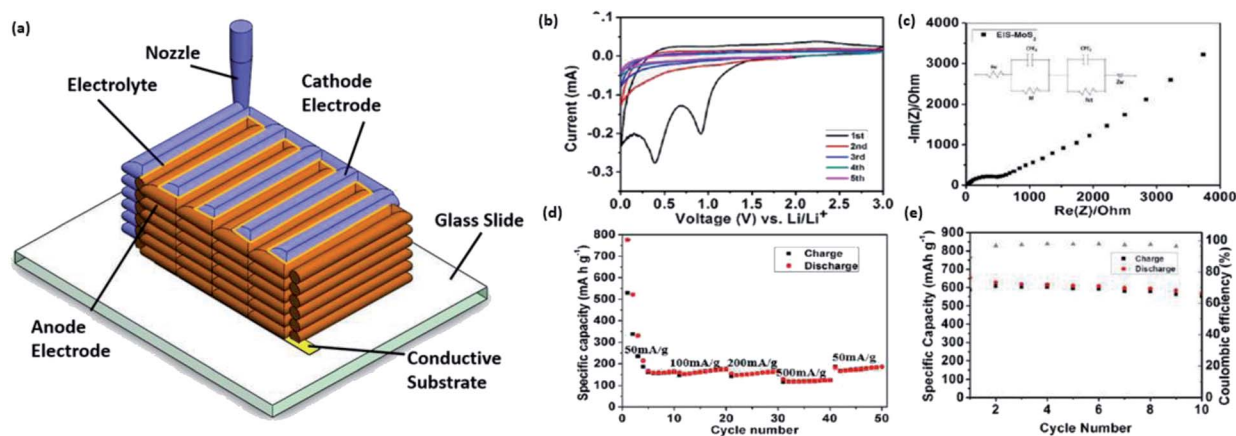 (a)
Nozzle
Electrolyte
Cathode
Electrode
Glass Slide
Anode
Electrode
Conductive
Substrate
(b)
0.0
-0.1
-0.2
-0.3
Current (mA)
1st
2nd
3rd
4th
5th
0.0 0.5 1.0 1.5 2.0 2.5 3.0
Voltage (V) vs. Li/Li+
(c)
4000
3000
2000
1000
0
-Im(Z)/Ohm
EIS-MoS2
0 1000 2000 3000 4000
Re(Z)/Ohm
(d)
800
700
600
500
400
300
200
100
0
Specific capacity (mA h g-1)
Charge
Discharge
50mA/g
100mA/g
200mA/g
500mA/g
50mA/g
0 10 20 30 40 50
Cycle number
(e)
900
800
700
600
500
400
300
200
100
0
Specific Capacity (mAh g-1)
Charge
Discharge
100
80
60
40
20
0
Coulombic efficiency (%)
2 4 6 8 10
Cycle Number